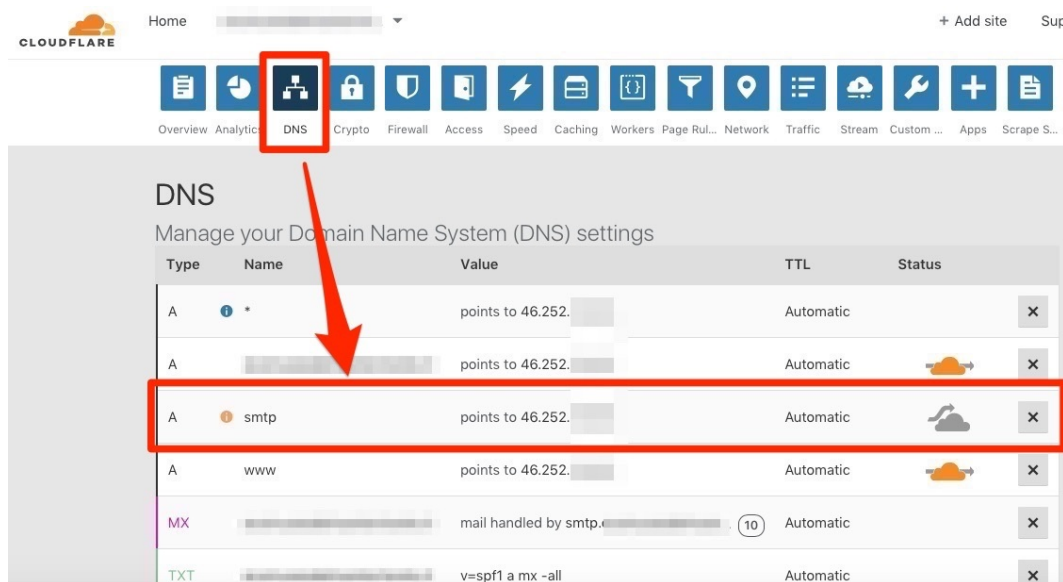 CLOUDFLARE
Home
+ Add site
Sup
Overview Analytics DNS Crypto Firewall Access Speed Caching Workers Page Rul... Network Traffic Stream Custom ... Apps Scrape S...
DNS
Manage your Domain Name System (DNS) settings
Type Name Value TTL Status
A * points to 46.252. Automatic
A points to 46.252. Automatic
A smtp points to 46.252. Automatic
A www points to 46.252. Automatic
MX mail handled by smtp. 10 Automatic
TXT v=spf1 a mx -all Automatic